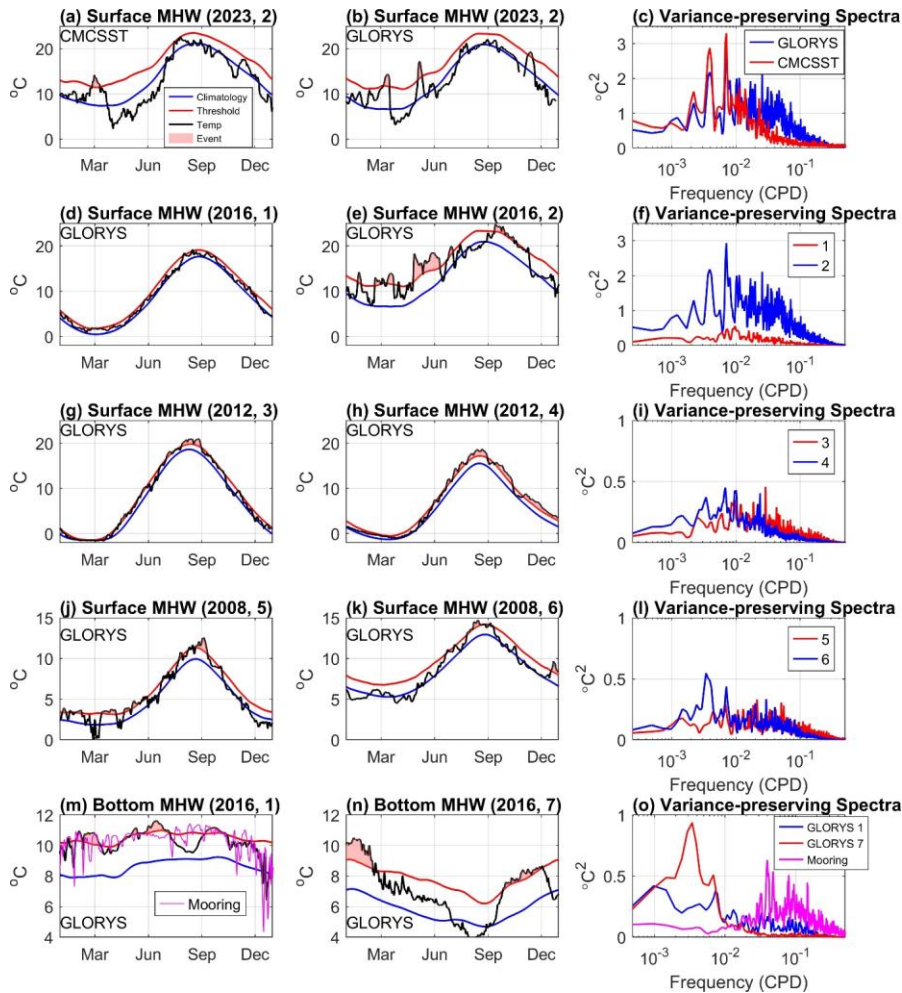 (a) Surface MHW (2023, 2)
CMCSST
20
10
0
°C
Mar Jun Sep Dec
Climatology
Threshold
Temp
Event
(b) Surface MHW (2023, 2)
GLORYS
20
10
0
°C
Mar Jun Sep Dec
(c) Variance-preserving Spectra
3
2
1
0
°C²
GLORYS
CMCSST
10⁻³ 10⁻² 10⁻¹
Frequency (CPD)
(d) Surface MHW (2016, 1)
GLORYS
20
10
0
°C
Mar Jun Sep Dec
(e) Surface MHW (2016, 2)
GLORYS
20
10
0
°C
Mar Jun Sep Dec
(f) Variance-preserving Spectra
3
2
1
0
°C²
1
2
10⁻³ 10⁻² 10⁻¹
Frequency (CPD)
(g) Surface MHW (2012, 3)
GLORYS
20
10
0
°C
Mar Jun Sep Dec
(h) Surface MHW (2012, 4)
GLORYS
20
10
0
°C
Mar Jun Sep Dec
(i) Variance-preserving Spectra
1
0.5
0
°C²
3
4
10⁻³ 10⁻² 10⁻¹
Frequency (CPD)
(j) Surface MHW (2008, 5)
GLORYS
15
10
5
0
°C
Mar Jun Sep Dec
(k) Surface MHW (2008, 6)
GLORYS
15
10
5
0
°C
Mar Jun Sep Dec
(l) Variance-preserving Spectra
1
0.5
0
°C²
5
6
10⁻³ 10⁻² 10⁻¹
Frequency (CPD)
(m) Bottom MHW (2016, 1)
12
10
8
6
4
°C
Mooring
GLORYS
Mar Jun Sep Dec
(n) Bottom MHW (2016, 7)
12
10
8
6
4
°C
GLORYS
Mar Jun Sep Dec
(o) Variance-preserving Spectra
1
0.5
0
°C²
GLORYS 1
GLORYS 7
Mooring
10⁻³ 10⁻² 10⁻¹
Frequency (CPD)